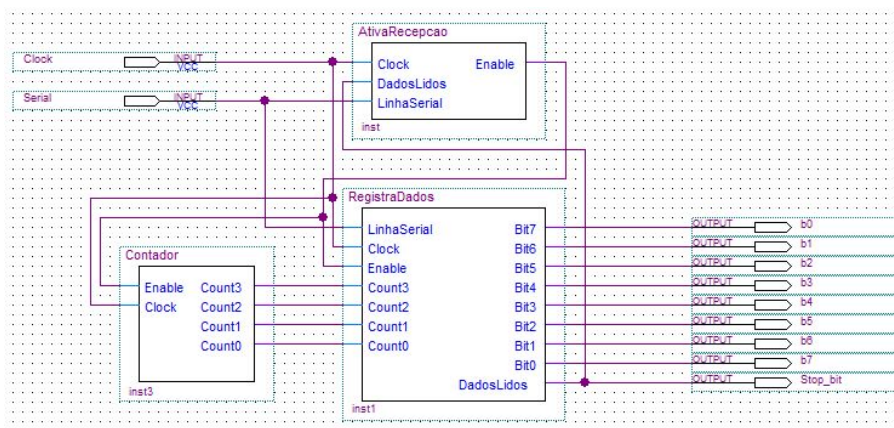 AtivaRecepcao
Clock
INPUT
VCC
Clock
Enable
DadosLidos
LinhaSerial
inst
Serial
INPUT
VCC
RegistraDados
LinhaSerial
Bit7
Clock
Bit6
Enable
Bit5
Count3
Bit4
Count2
Bit3
Count1
Bit2
Count0
Bit1
Bit0
DadosLidos
inst1
Contador
Enable
Count3
Clock
Count2
Count1
Count0
inst3
OUTPUT
b0
OUTPUT
b1
OUTPUT
b2
OUTPUT
b3
OUTPUT
b4
OUTPUT
b5
OUTPUT
b6
OUTPUT
b7
OUTPUT
Stop_bit